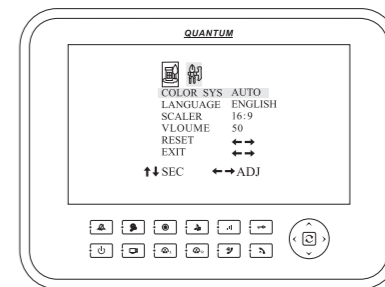 QUANTUM
COLOR SYS AUTO
LANGUAGE ENGLISH
SCALER 16:9
VLOUME 50
RESET ←→
EXIT ←→
↑↓SEC ←→ADJ